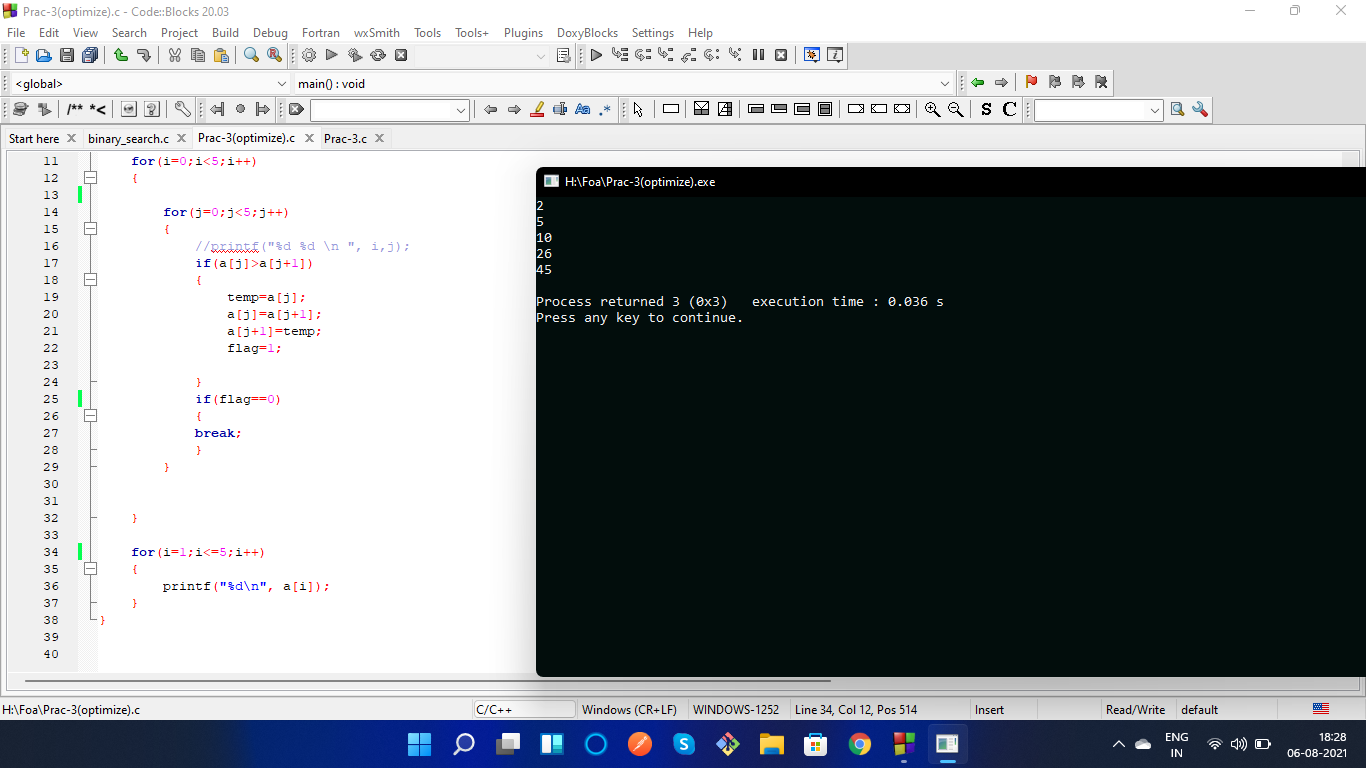 Prac-3(optimize).c - Code::Blocks 20.03
File Edit View Search Project Build Debug Fortran wxSmith Tools Tools+ Plugins DoxyBlocks Settings Help
<global> main() : void
/** *< Aa .* S C
Start here binary_search.c Prac-3(optimize).c Prac-3.c
11 for(i=0;i<5;i++)
12 {
13
14 for(j=0;j<5;j++)
15 {
16 //printf("%d %d \n ", i,j);
17 if(a[j]>a[j+1])
18 {
19 temp=a[j];
20 a[j]=a[j+1];
21 a[j+1]=temp;
22 flag=1;
23
24 }
25 if(flag==0)
26 {
27 break;
28 }
29 }
30
31
32 }
33
34 for(i=1;i<=5;i++)
35 {
36 printf("%d\n", a[i]);
37 }
38 }
39
40
H:\Foa\Prac-3(optimize).exe
2
5
10
26
45
Process returned 3 (0x3) execution time : 0.036 s
Press any key to continue.
H:\Foa\Prac-3(optimize).c C/C++ Windows (CR+LF) WINDOWS-1252 Line 34, Col 12, Pos 514 Insert Read/Write default
ENG
IN
18:28
06-08-2021